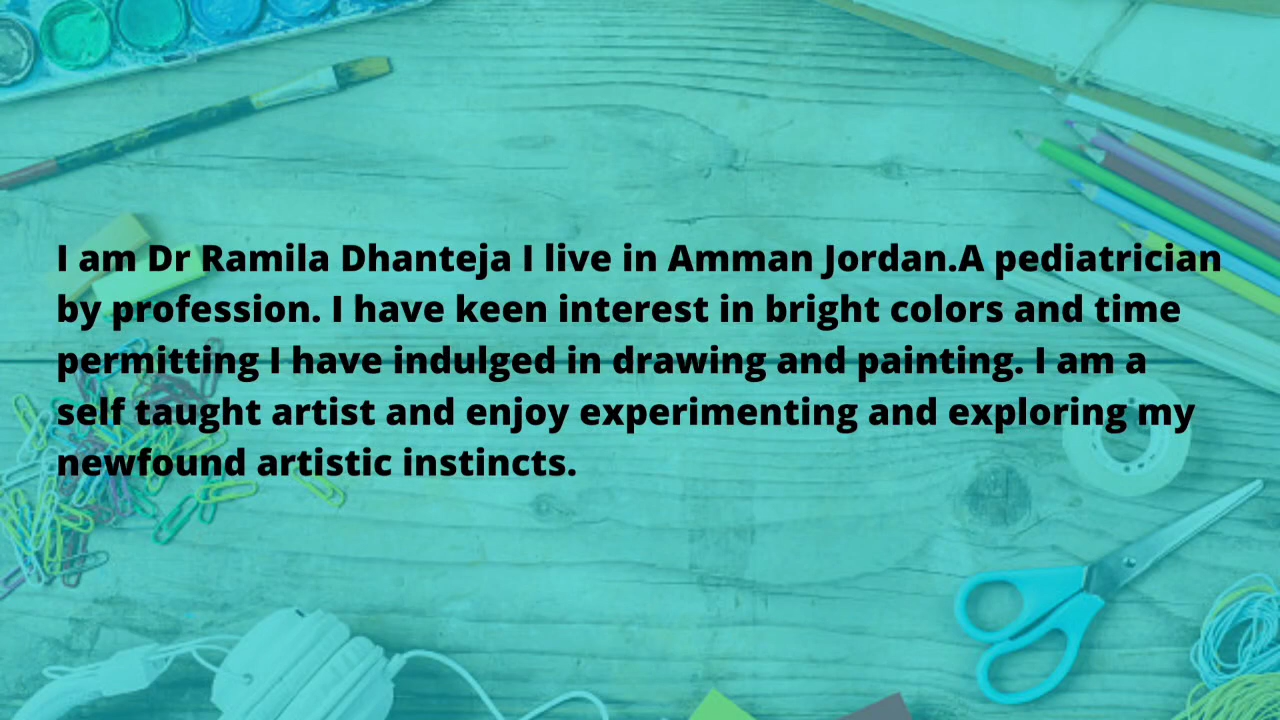 I am Dr Ramila Dhanteja I live in Amman Jordan.A pediatrician
by profession. I have keen interest in bright colors and time
permitting I have indulged in drawing and painting. I am a
self taught artist and enjoy experimenting and exploring my
newfound artistic instincts.